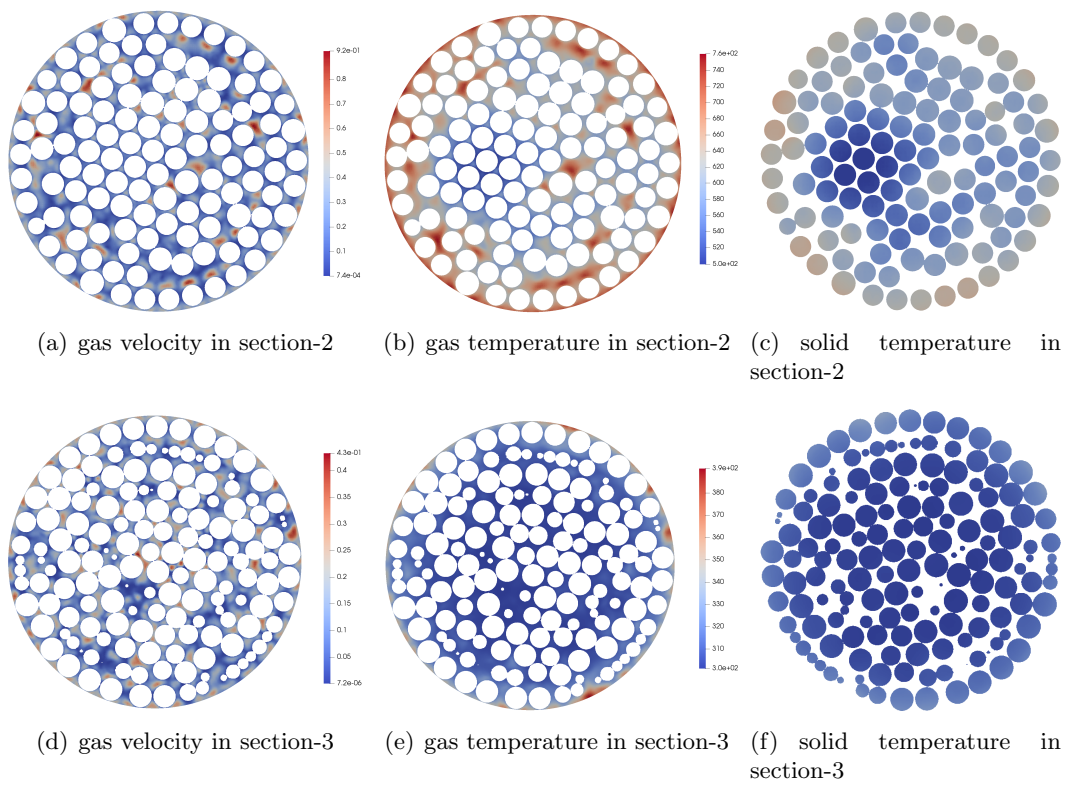 9.2e-01
0.8
0.7
0.6
0.5
0.4
0.3
0.2
0.1
7.4e-04
7.6e+02
740
720
700
680
660
640
620
600
580
560
540
520
5.0e+02
(a) gas velocity in section-2
(b) gas temperature in section-2
(c) solid temperature in
section-2
4.3e-01
0.4
0.35
0.3
0.25
0.2
0.15
0.1
0.05
7.2e-06
3.9e+02
380
370
360
350
340
330
320
310
3.0e+02
(d) gas velocity in section-3
(e) gas temperature in section-3
(f) solid temperature in
section-3